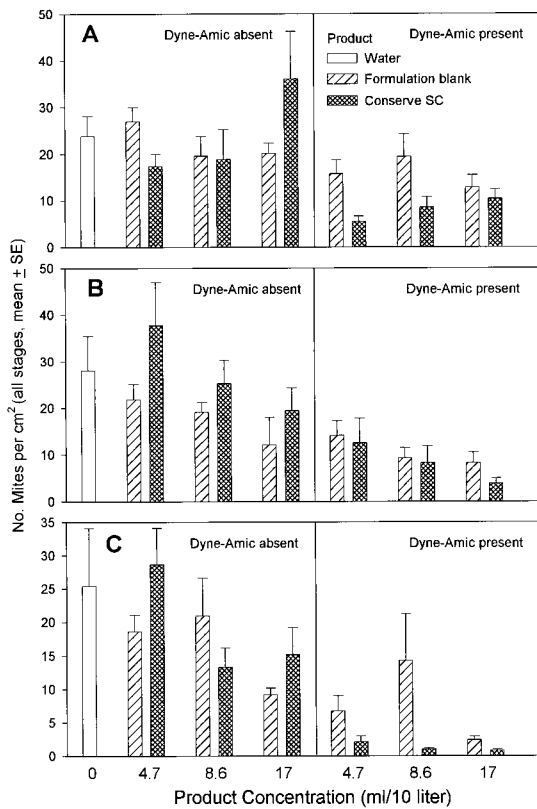 No. Mites per cm² (all stages, mean ± SE)
A
Dyne-Amic absent
Dyne-Amic present
Product
Water
Formulation blank
Conserve SC
50
40
30
20
10
0
B
Dyne-Amic absent
Dyne-Amic present
50
40
30
20
10
0
C
Dyne-Amic absent
Dyne-Amic present
35
30
25
20
15
10
5
0
0 4.7 8.6 17 4.7 8.6 17
Product Concentration (ml/10 liter)